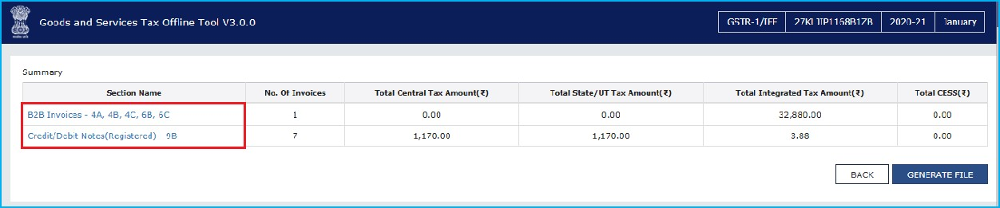 Goods and Services Tax Offline Tool V3.0.0
GSTR-1/IFF 27KLJIP1168B1ZB 2020-21 January
Summary
Section Name No. Of Invoices Total Central Tax Amount(₹) Total State/UT Tax Amount(₹) Total Integrated Tax Amount(₹) Total CESS(₹)
B2B Invoices - 4A, 4B, 4C, 6B, 6C 1 0.00 0.00 32,880.00 0.00
Credit/Debit Notes(Registered) - 9B 7 1,170.00 1,170.00 3.88 0.00
BACK GENERATE FILE